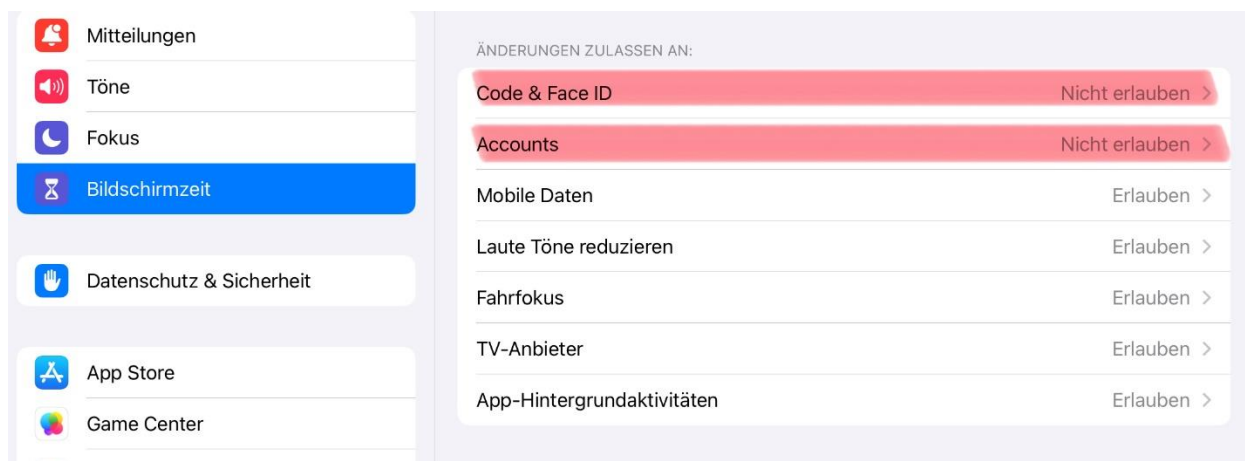 Mitteilungen
Töne
Fokus
Bildschirmzeit
Datenschutz & Sicherheit
App Store
Game Center
ÄNDERUNGEN ZULASSEN AN:
Code & Face ID Nicht erlauben
Accounts Nicht erlauben
Mobile Daten Erlauben
Laute Töne reduzieren Erlauben
Fahrfokus Erlauben
TV-Anbieter Erlauben
App-Hintergrundaktivitäten Erlauben